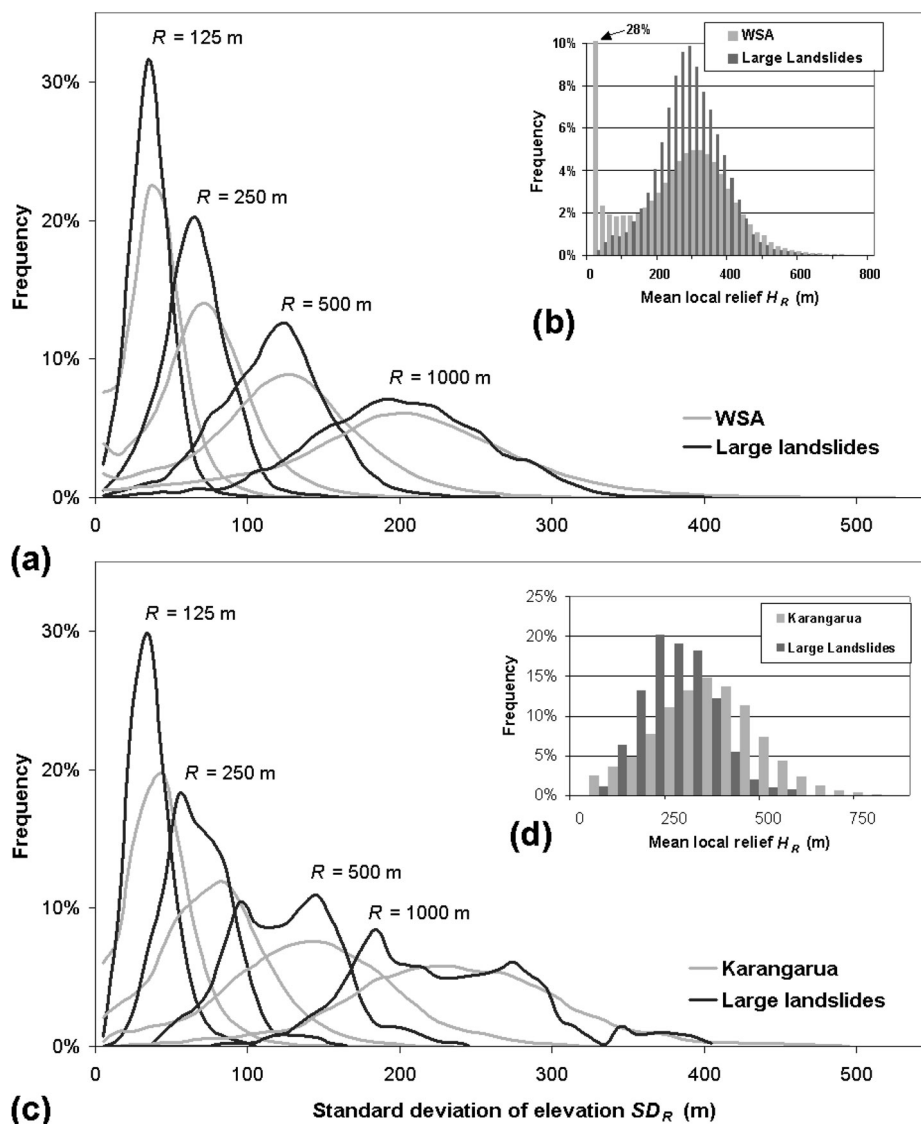 R = 125 m
R = 250 m
R = 500 m
R = 1000 m
30%
20%
10%
0%
Frequency
0
100
200
300
400
500
WSA
Large landslides
(a)
28%
WSA
Large Landslides
10%
8%
6%
4%
2%
0%
Frequency
0
200
400
600
800
Mean local relief HR (m)
(b)
R = 125 m
R = 250 m
R = 500 m
R = 1000 m
30%
20%
10%
0%
Frequency
0
100
200
300
400
500
Karangarua
Large landslides
(c)
Standard deviation of elevation SDR (m)
Karangarua
Large Landslides
25%
20%
15%
10%
5%
0%
Frequency
0
250
500
750
Mean local relief HR (m)
(d)